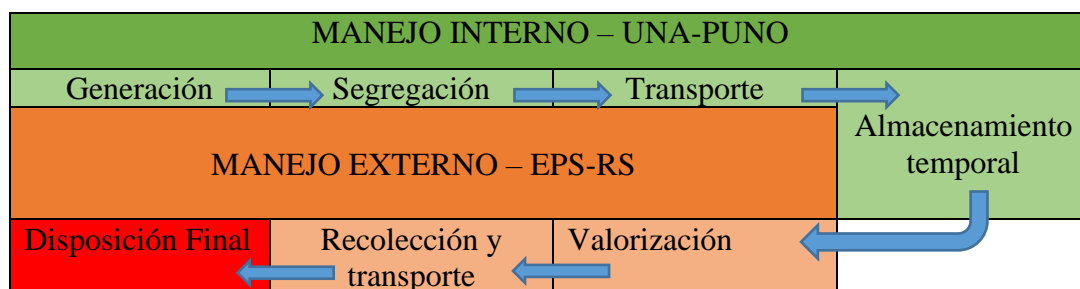 MANEJO INTERNO – UNA-PUNO
Generación
Segregación
Transporte
Almacenamiento
temporal
MANEJO EXTERNO – EPS-RS
Disposición Final
Recolección y
transporte
Valorización